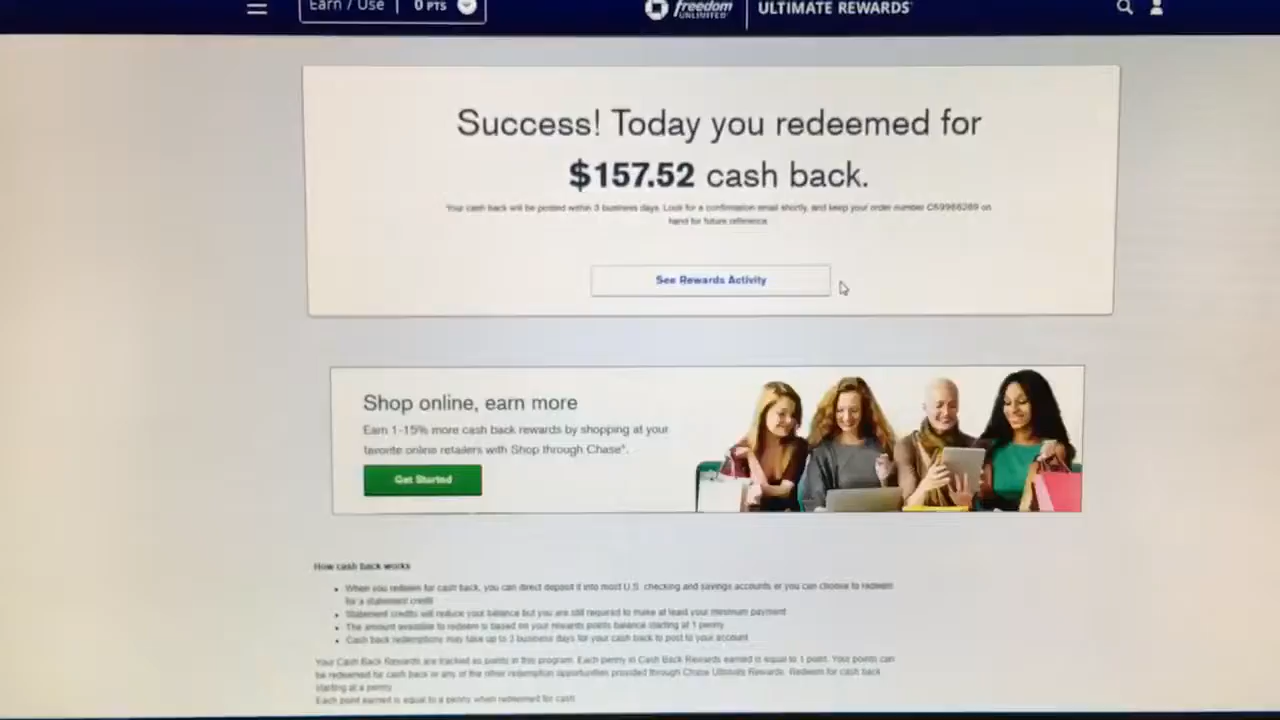 Earn / Use | 0 PTS freedom UNLIMITED ULTIMATE REWARDS
Success! Today you redeemed for
$157.52 cash back.
Your cash back will be posted within 3 business days. Look for a confirmation email shortly, and keep your order number on
hand for future reference.
See Rewards Activity
Shop online, earn more
Earn 1-15% more cash back rewards by shopping at your
favorite online retailers with Shop through Chase®.
Get Started
How cash back works
When you redeem for cash back, you can direct deposit it into most U.S. checking and savings accounts or you can choose to redeem
for a statement credit
Statement credits will reduce your balance but you are still required to make at least your minimum payment
The amount available to redeem is based on your rewards points balance starting at 1 penny
Cash back redemptions may take up to 3 business days for your cash back to post to your account
Your Cash Back Rewards are tracked as points in this program. Each penny in Cash Back Rewards earned is equal to 1 point. Your points can
be redeemed for cash back or any of the other redemption opportunities provided through Chase Ultimate Rewards. Redeem for cash back
starting at a penny
Each point earned is equal to a penny when redeemed for cash